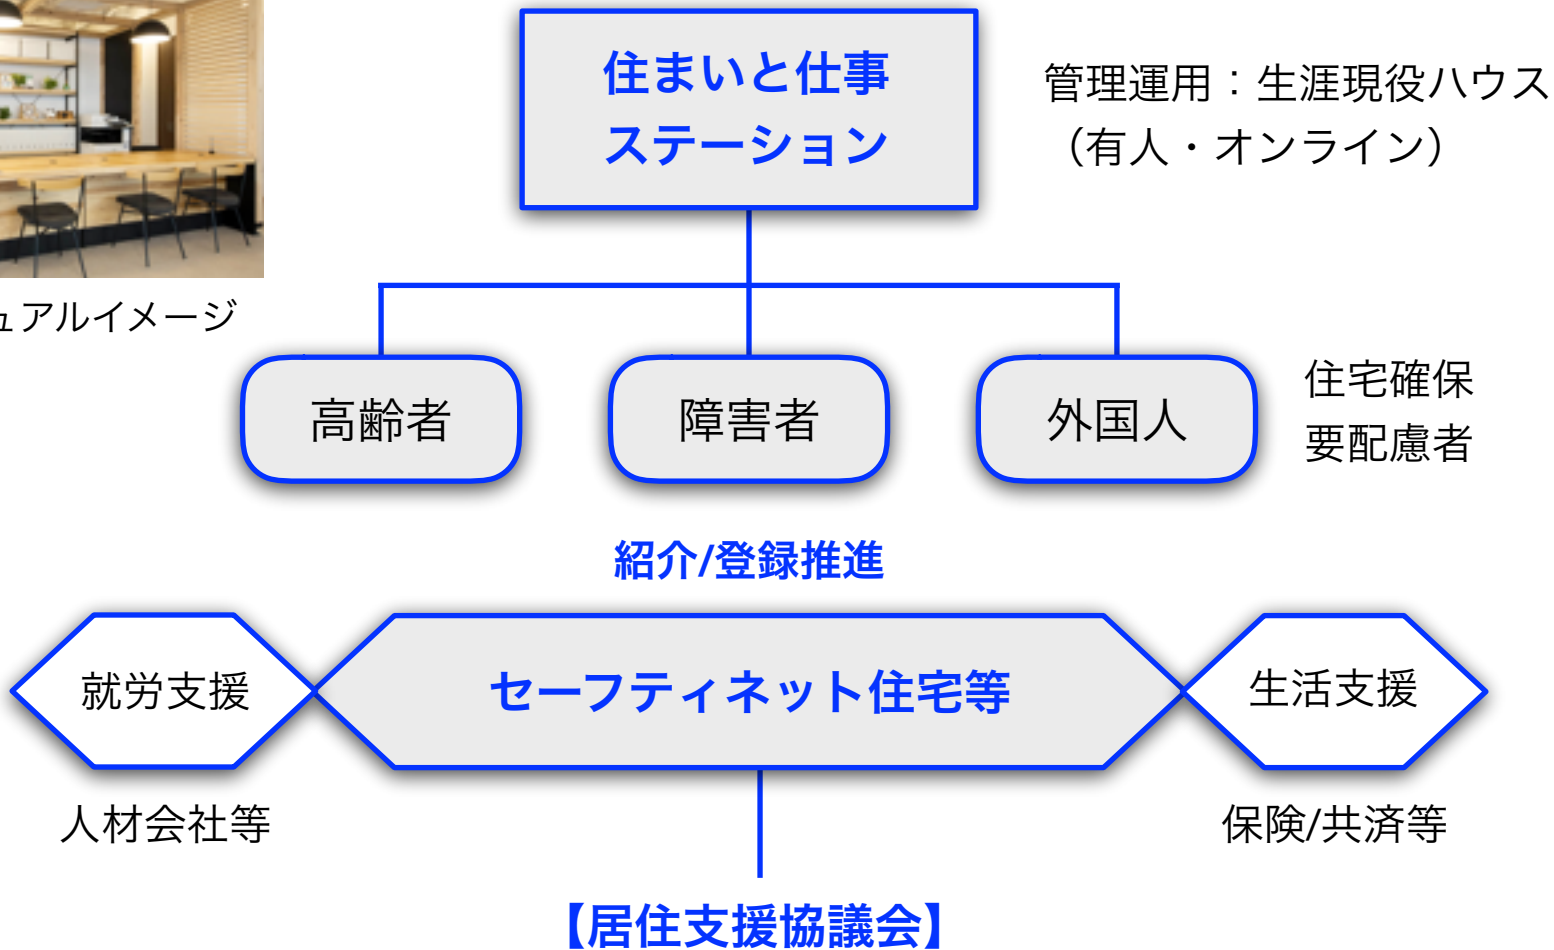 住まいと仕事
ステーション
管理運用：生涯現役ハウス
（有人・オンライン）
ュアルイメージ
高齢者
障害者
外国人
住宅確保
要配慮者
紹介/登録推進
就労支援
セーフティネット住宅等
生活支援
人材会社等
保険/共済等
【居住支援協議会】